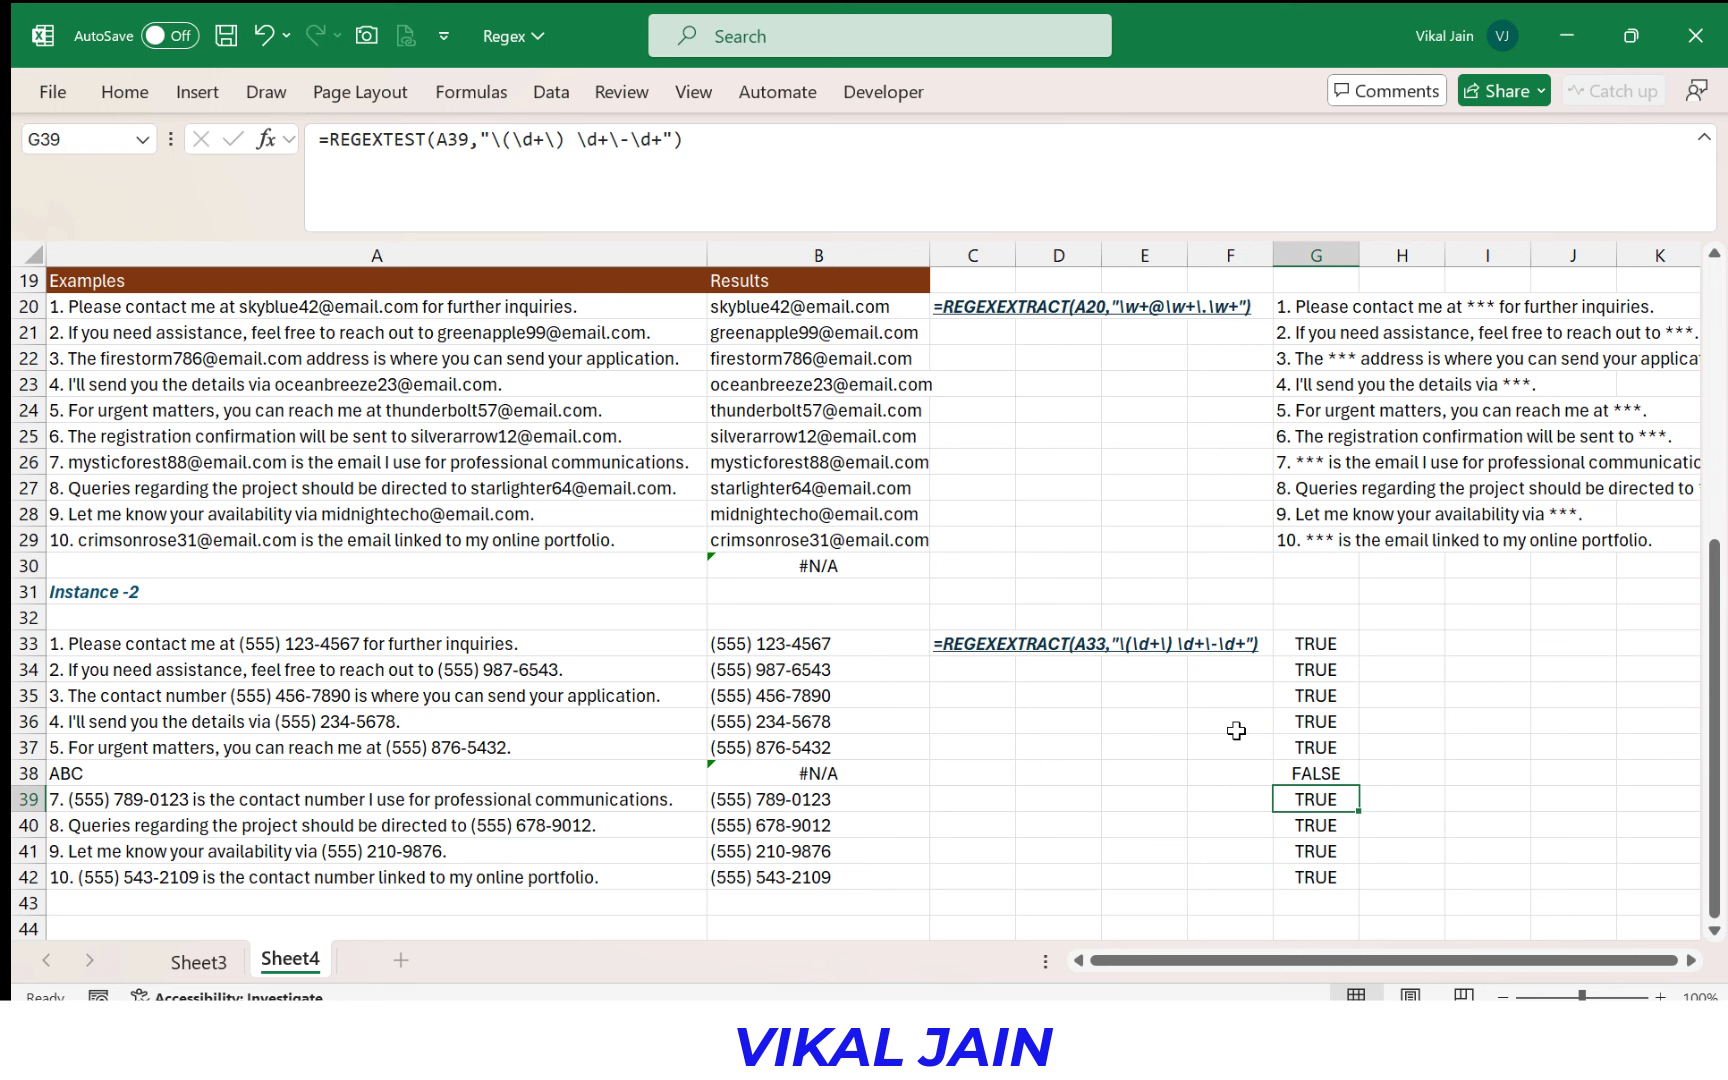 AutoSave Off Regex Search Vikal Jain VJ
File Home Insert Draw Page Layout Formulas Data Review View Automate Developer Comments Share Catch up
G39 fx =REGEXTEST(A39,"\(\d+\) \d+\-\d+")
A B C D E F G H I J K
19 Examples Results
20 1. Please contact me at skyblue42@email.com for further inquiries. skyblue42@email.com =REGEXEXTRACT(A20,"\w+@\w+\.\w+") 1. Please contact me at *** for further inquiries.
21 2. If you need assistance, feel free to reach out to greenapple99@email.com. greenapple99@email.com 2. If you need assistance, feel free to reach out to ***.
22 3. The firestorm786@email.com address is where you can send your application. firestorm786@email.com 3. The *** address is where you can send your applica
23 4. I'll send you the details via oceanbreeze23@email.com. oceanbreeze23@email.com 4. I'll send you the details via ***.
24 5. For urgent matters, you can reach me at thunderbolt57@email.com. thunderbolt57@email.com 5. For urgent matters, you can reach me at ***.
25 6. The registration confirmation will be sent to silverarrow12@email.com. silverarrow12@email.com 6. The registration confirmation will be sent to ***.
26 7. mysticforest88@email.com is the email I use for professional communications. mysticforest88@email.com 7. *** is the email I use for professional communicatic
27 8. Queries regarding the project should be directed to starlighter64@email.com. starlighter64@email.com 8. Queries regarding the project should be directed to
28 9. Let me know your availability via midnightecho@email.com. midnightecho@email.com 9. Let me know your availability via ***.
29 10. crimsonrose31@email.com is the email linked to my online portfolio. crimsonrose31@email.com 10. *** is the email linked to my online portfolio.
30 #N/A
31 Instance -2
32
33 1. Please contact me at (555) 123-4567 for further inquiries. (555) 123-4567 =REGEXEXTRACT(A33,"\(\d+\) \d+\-\d+") TRUE
34 2. If you need assistance, feel free to reach out to (555) 987-6543. (555) 987-6543 TRUE
35 3. The contact number (555) 456-7890 is where you can send your application. (555) 456-7890 TRUE
36 4. I'll send you the details via (555) 234-5678. (555) 234-5678 TRUE
37 5. For urgent matters, you can reach me at (555) 876-5432. (555) 876-5432 TRUE
38 ABC #N/A FALSE
39 7. (555) 789-0123 is the contact number I use for professional communications. (555) 789-0123 TRUE
40 8. Queries regarding the project should be directed to (555) 678-9012. (555) 678-9012 TRUE
41 9. Let me know your availability via (555) 210-9876. (555) 210-9876 TRUE
42 10. (555) 543-2109 is the contact number linked to my online portfolio. (555) 543-2109 TRUE
43
44
Sheet3 Sheet4
Ready Accessibility: Investigate 100%
VIKAL JAIN